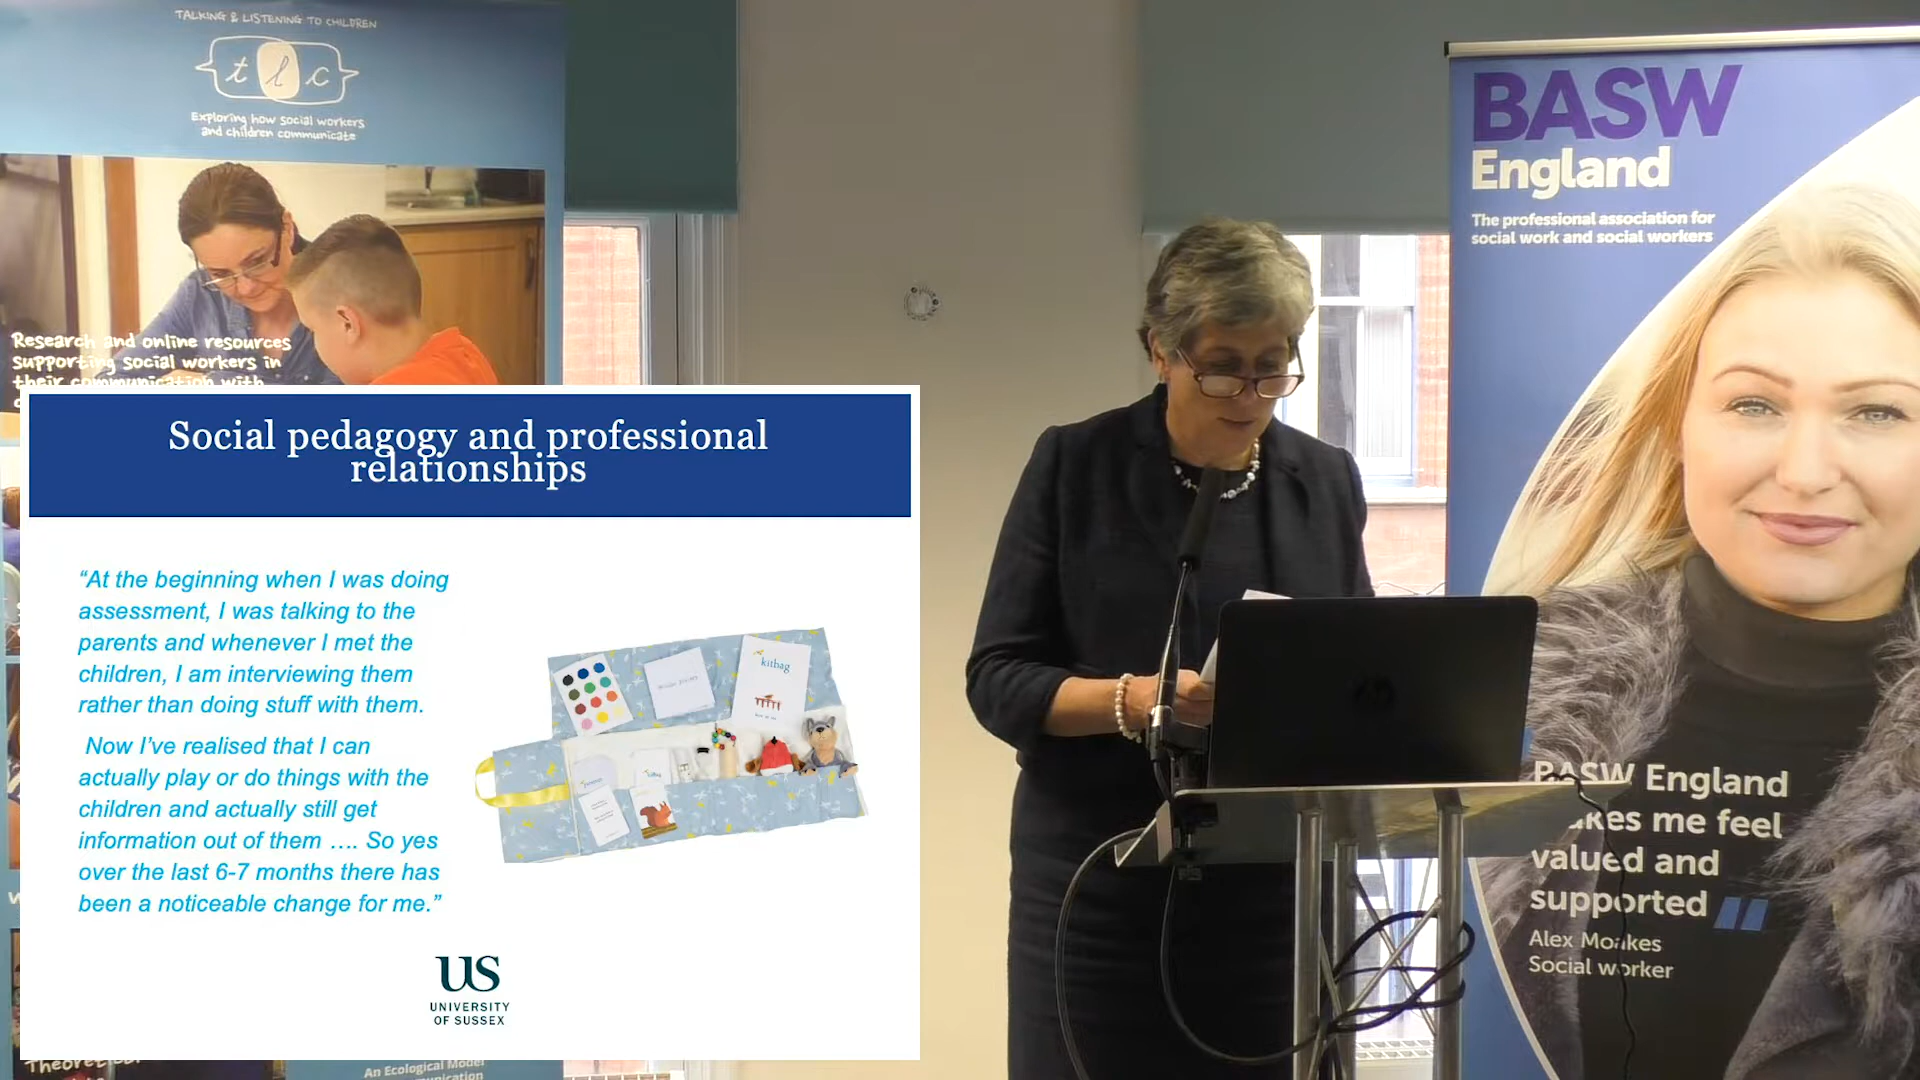 TALKING & LISTENING TO CHILDREN
t l c
Exploring how social workers
and children communicate
Research and online resources
supporting social workers in
their communication with
Social pedagogy and professional
relationships
“At the beginning when I was doing
assessment, I was talking to the
parents and whenever I met the
children, I am interviewing them
rather than doing stuff with them.
Now I’ve realised that I can
actually play or do things with the
children and actually still get
information out of them …. So yes
over the last 6-7 months there has
been a noticeable change for me.”
kitbag
US
UNIVERSITY
OF SUSSEX
An Ecological Model
BASW
England
The professional association for
social work and social workers
BASW England
me feel
valued and
supported
Alex Moakes
Social worker